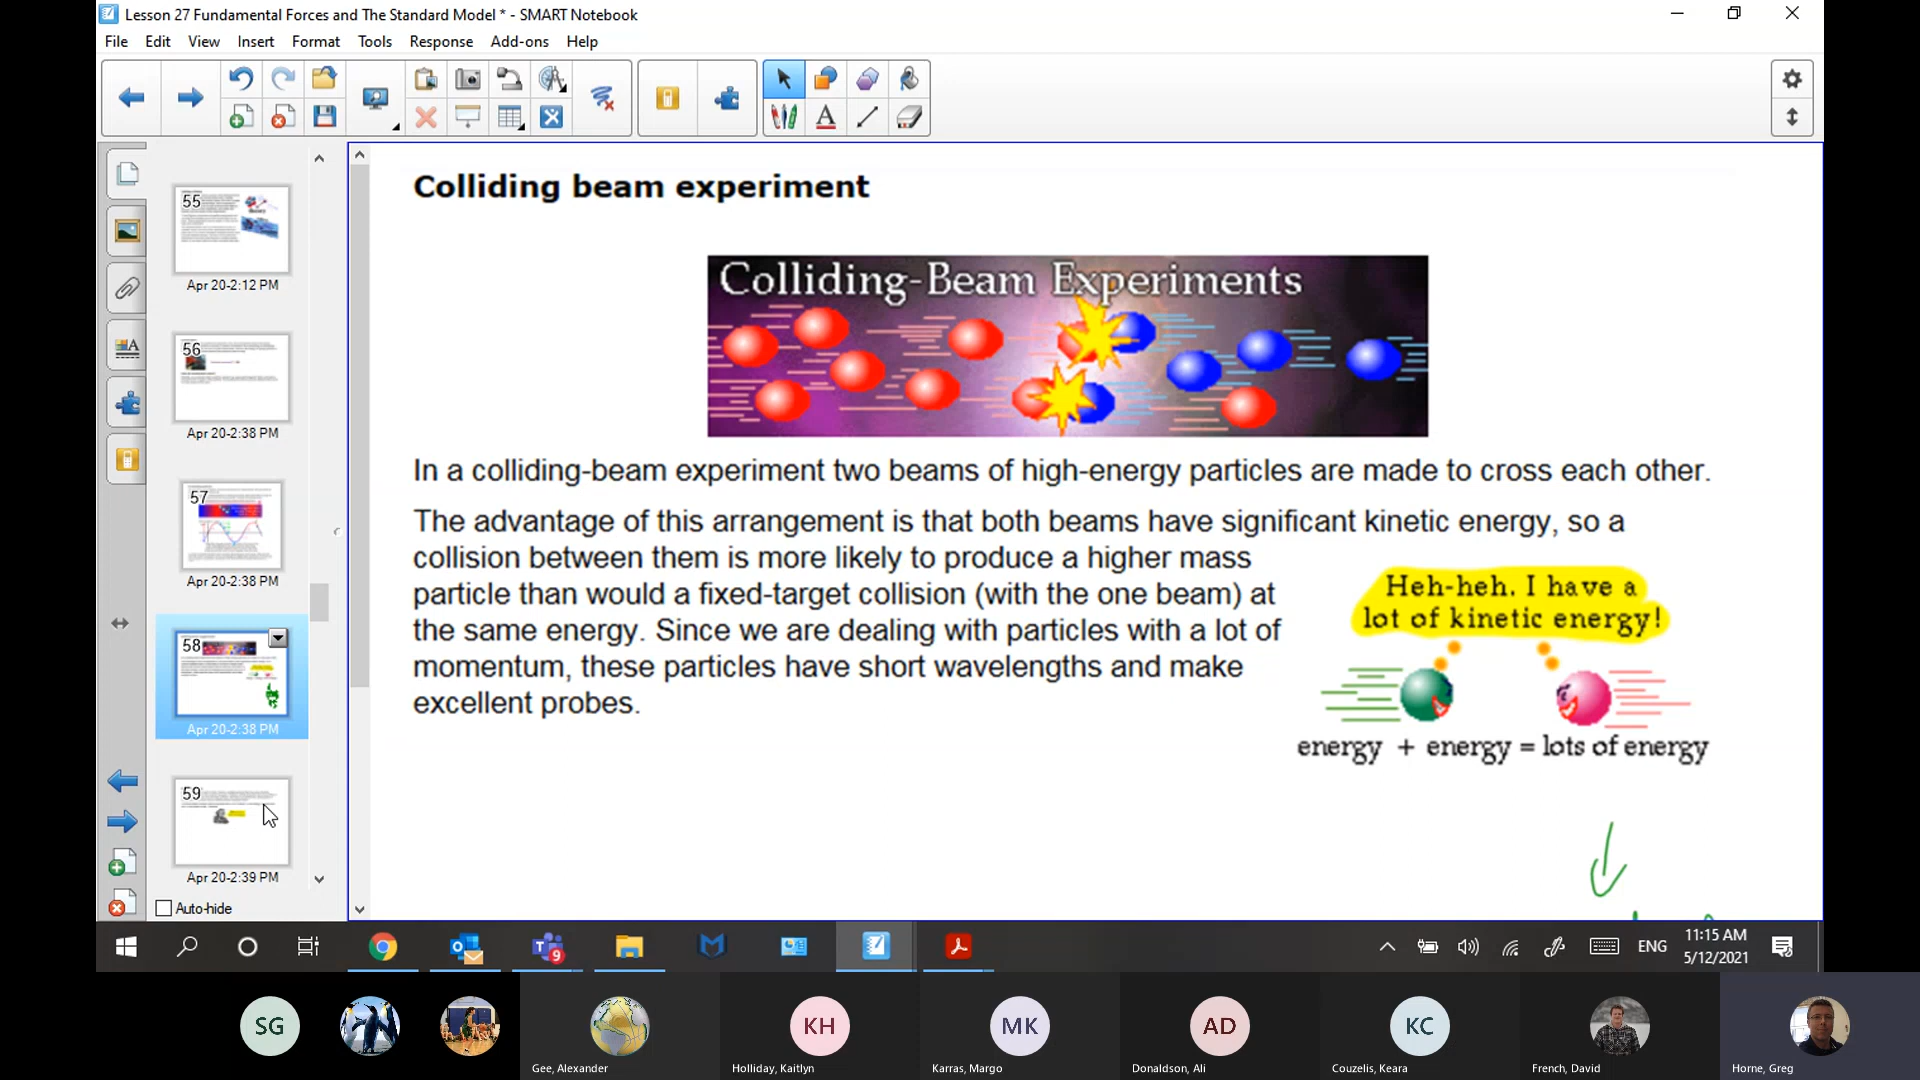 Lesson 27 Fundamental Forces and The Standard Model * - SMART Notebook
File Edit View Insert Format Tools Response Add-ons Help
55
Apr 20-2:12 PM
56
Apr 20-2:38 PM
57
Apr 20-2:38 PM
58
Apr 20-2:38 PM
59
Apr 20-2:39 PM
Auto-hide
Colliding beam experiment
Colliding-Beam Experiments
In a colliding-beam experiment two beams of high-energy particles are made to cross each other.
The advantage of this arrangement is that both beams have significant kinetic energy, so a
collision between them is more likely to produce a higher mass
particle than would a fixed-target collision (with the one beam) at
the same energy. Since we are dealing with particles with a lot of
momentum, these particles have short wavelengths and make
excellent probes.
Heh-heh. I have a
lot of kinetic energy!
energy + energy = lots of energy
9
ENG
11:15 AM
5/12/2021
SG
KH
MK
AD
KC
Gee, Alexander
Holliday, Kaitlyn
Karras, Margo
Donaldson, Ali
Couzelis, Keara
French, David
Horne, Greg